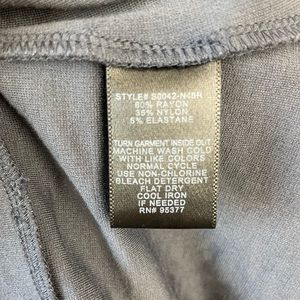 STYLE# S0042-N45H
60% RAYON
35% NYLON
5% ELASTANE
TURN GARMENT INSIDE OUT
MACHINE WASH COLD
WITH LIKE COLORS
NORMAL CYCLE
USE NON-CHLORINE
BLEACH DETERGENT
FLAT DRY
COOL IRON
IF NEEDED
RN# 95377